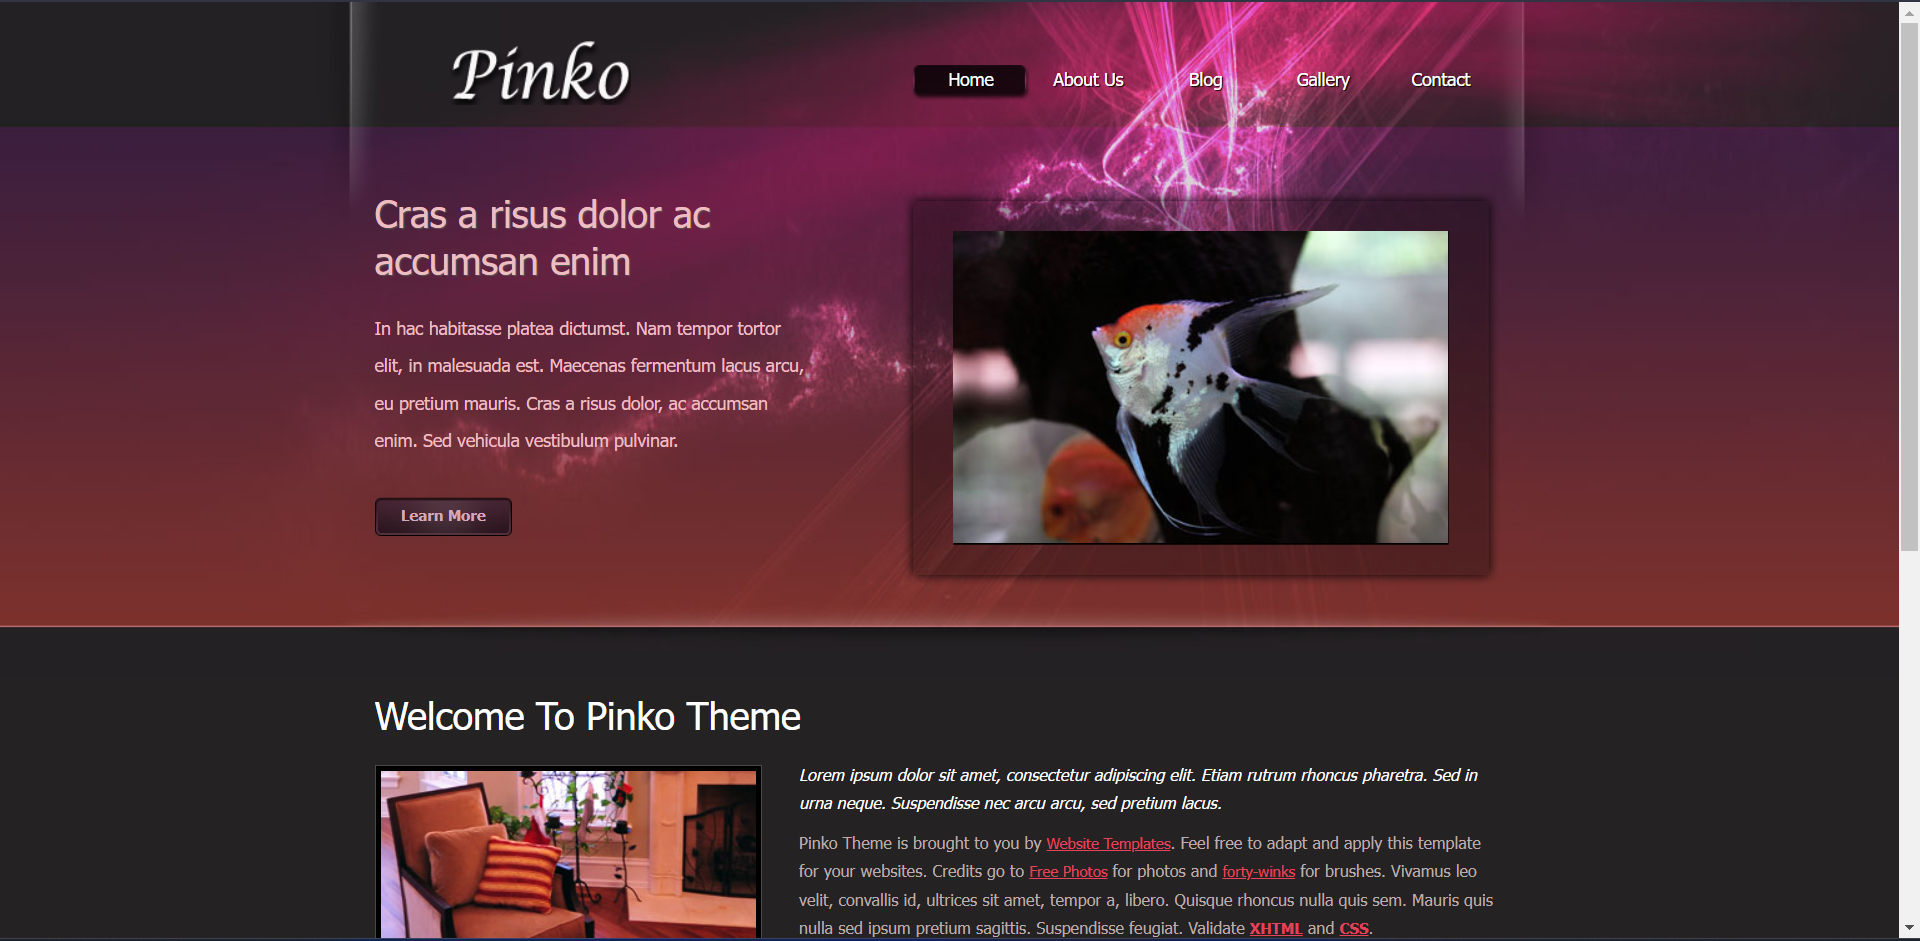 Pinko
Home
About Us
Blog
Gallery
Contact
Cras a risus dolor ac
accumsan enim
In hac habitasse platea dictumst. Nam tempor tortor
elit, in malesuada est. Maecenas fermentum lacus arcu,
eu pretium mauris. Cras a risus dolor, ac accumsan
enim. Sed vehicula vestibulum pulvinar.
Learn More
Welcome To Pinko Theme
Lorem ipsum dolor sit amet, consectetur adipiscing elit. Etiam rutrum rhoncus pharetra. Sed in
urna neque. Suspendisse nec arcu arcu, sed pretium lacus.
Pinko Theme is brought to you by Website Templates. Feel free to adapt and apply this template
for your websites. Credits go to Free Photos for photos and forty-winks for brushes. Vivamus leo
velit, convallis id, ultrices sit amet, tempor a, libero. Quisque rhoncus nulla quis sem. Mauris quis
nulla sed ipsum pretium sagittis. Suspendisse feugiat. Validate XHTML and CSS.